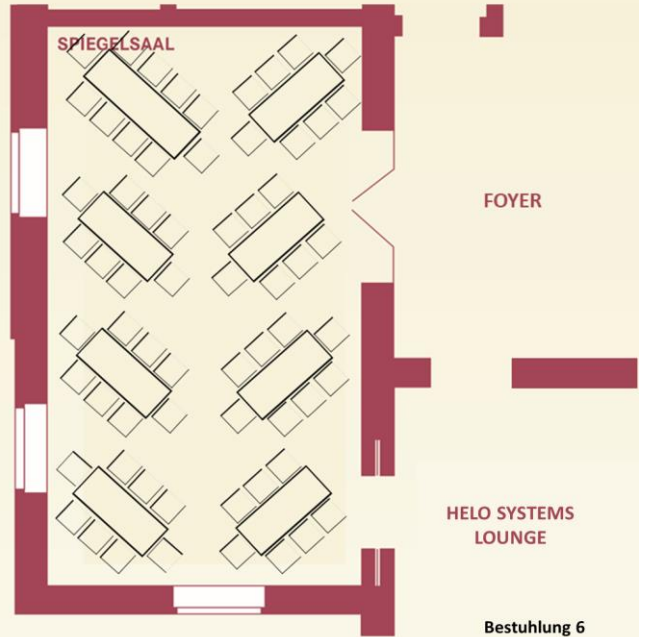 SPIEGELSAAL
FOYER
HELO SYSTEMS
LOUNGE
Bestuhlung 6